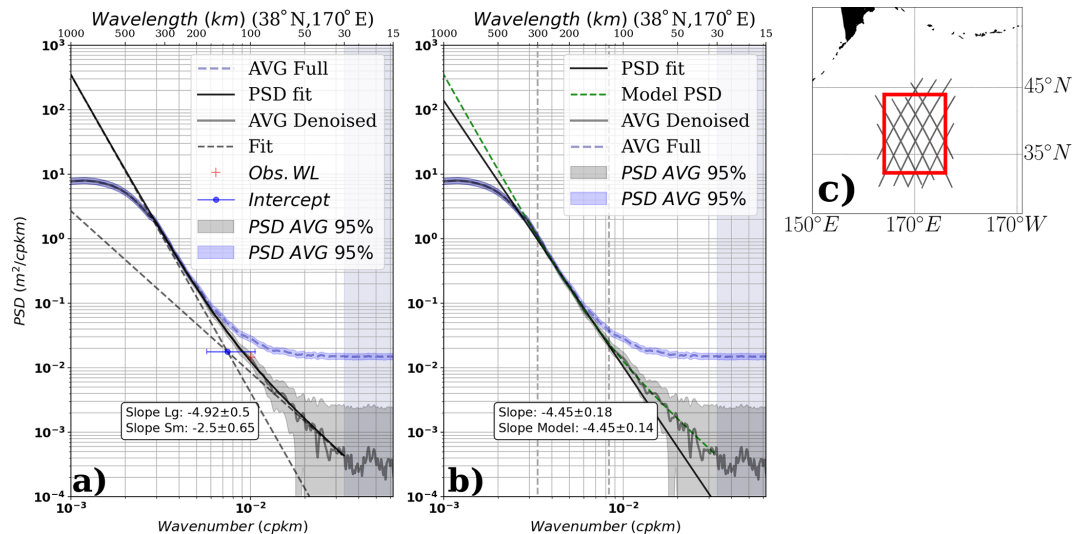 Wavelength (km) (38°N,170°E)
1000 500 300 200 100 50 30 15
10³
10²
10¹
10⁰
10⁻¹
10⁻²
10⁻³
10⁻⁴
PSD (m²/cpkm)
AVG Full
PSD fit
AVG Denoised
Fit
Obs. WL
Intercept
PSD AVG 95%
PSD AVG 95%
Slope Lg: -4.92±0.5
Slope Sm: -2.5±0.65
a)
10⁻³ 10⁻²
Wavenumber (cpkm)
Wavelength (km) (38°N,170°E)
1000 500 300 200 100 50 30 15
10³
10²
10¹
10⁰
10⁻¹
10⁻²
10⁻³
10⁻⁴
PSD fit
Model PSD
AVG Denoised
AVG Full
PSD AVG 95%
PSD AVG 95%
Slope: -4.45±0.18
Slope Model: -4.45±0.14
b)
10⁻³ 10⁻²
Wavenumber (cpkm)
45°N
35°N
c)
150°E 170°E 170°W